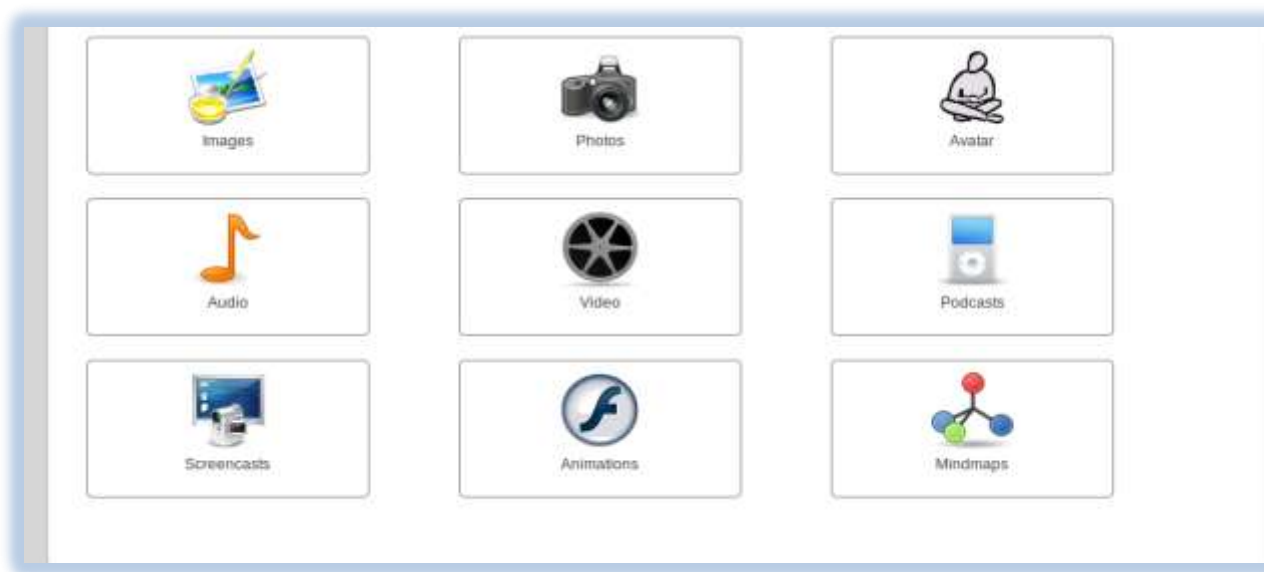 Images
Photos
Avatar
Audio
Video
Podcasts
Screencasts
Animations
Mindmaps